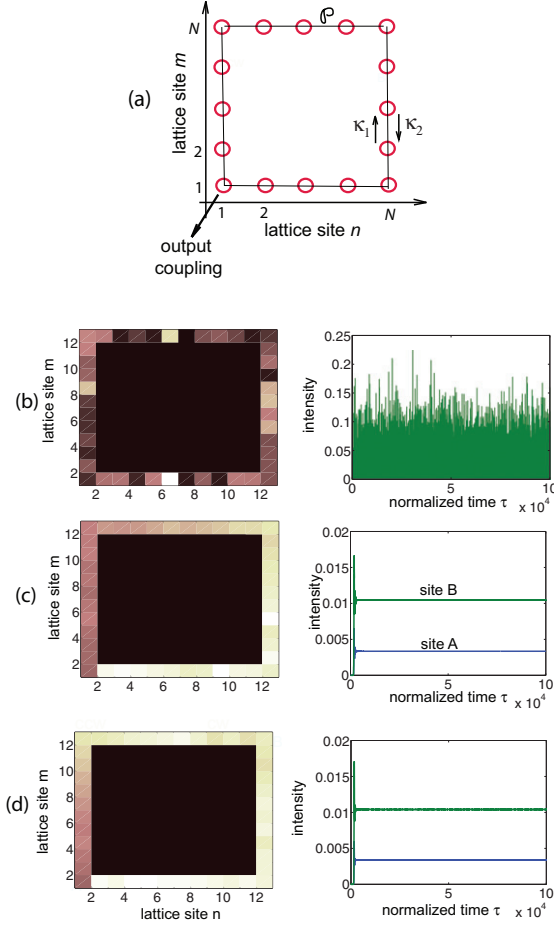 (a)
lattice site m
N
2
1
℘
κ1
κ2
1
2
N
lattice site n
output
coupling
(b)
lattice site m
12
10
8
6
4
2
2
4
6
8
10
12
intensity
0.25
0.2
0.15
0.1
0.05
0
0
5
10
normalized time τ
x 10^4
(c)
lattice site m
12
10
8
6
4
2
2
4
6
8
10
12
intensity
0.02
0.015
0.01
0.005
0
site B
site A
0
5
10
normalized time τ
x 10^4
(d)
lattice site m
12
10
8
6
4
2
2
4
6
8
10
12
lattice site n
intensity
0.02
0.015
0.01
0.005
0
0
5
10
normalized time τ
x 10^4